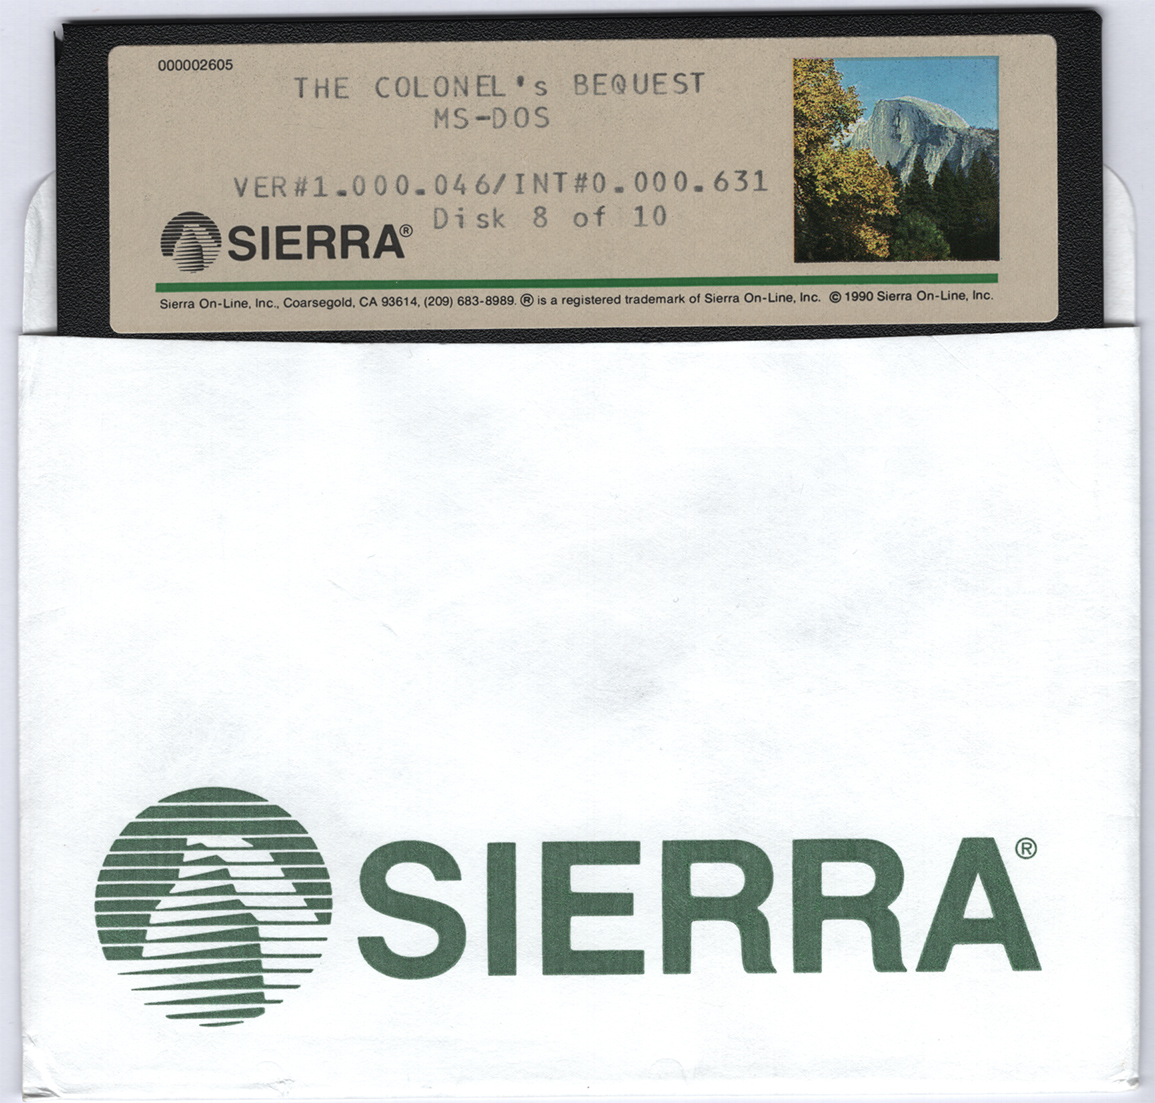 000002605
THE COLONEL's BEQUEST
MS-DOS
VER#1.000.046/INT#0.000.631
Disk 8 of 10
SIERRA®
Sierra On-Line, Inc., Coarsegold, CA 93614, (209) 683-8989. ® is a registered trademark of Sierra On-Line, Inc. © 1990 Sierra On-Line, Inc.
SIERRA®